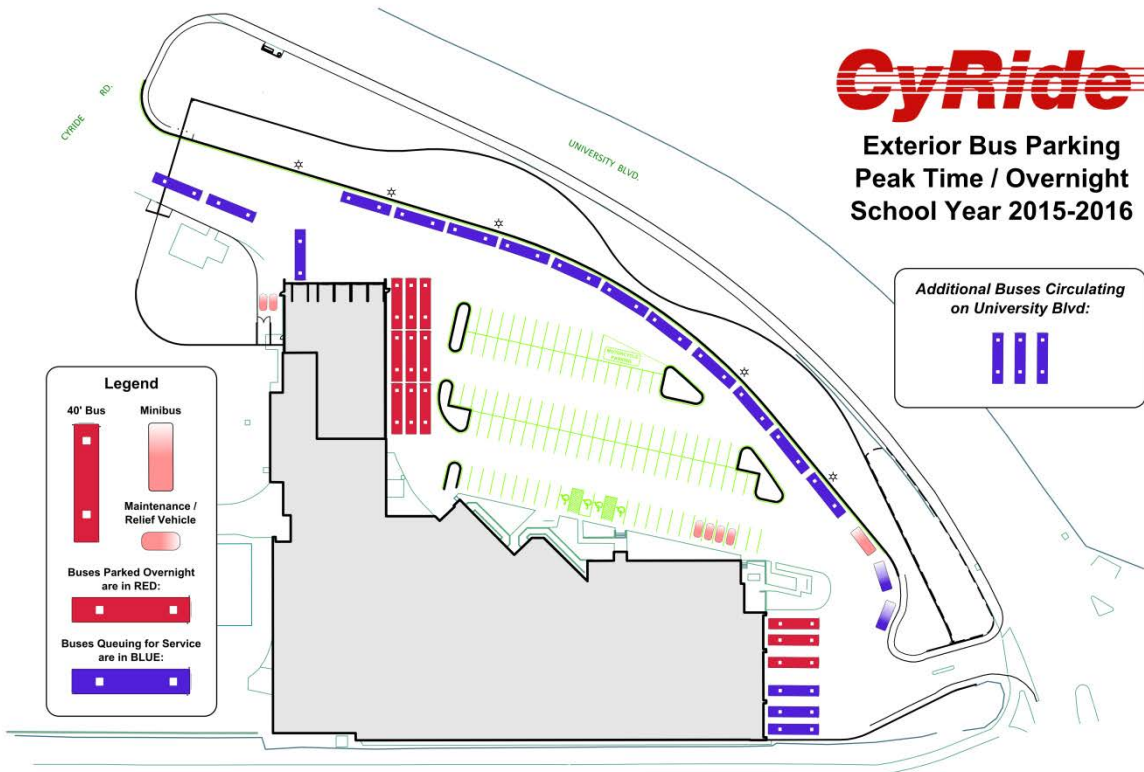 CyRide
Exterior Bus Parking
Peak Time / Overnight
School Year 2015-2016
CYRIDE RD.
UNIVERSITY BLVD.
Additional Buses Circulating
on University Blvd:
MOTORCYCLE
PARKING
Legend
40' Bus
Minibus
Maintenance /
Relief Vehicle
Buses Parked Overnight
are in RED:
Buses Queuing for Service
are in BLUE: